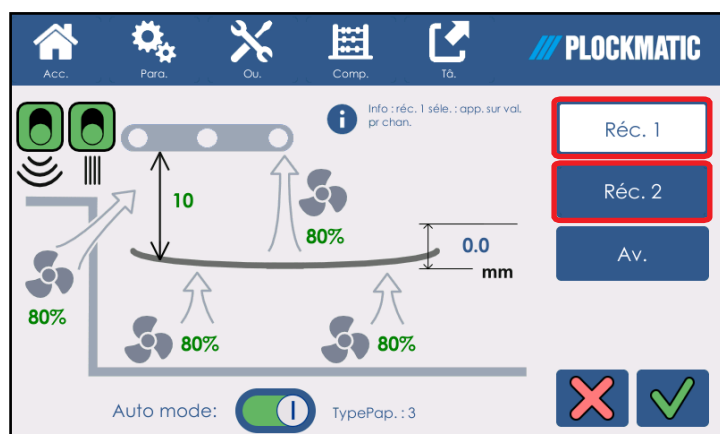 Acc.
Para.
Ou.
Comp.
Tâ.
PLOCKMATIC
Info : réc. 1 séle. : app. sur val.
pr chan.
Réc. 1
Réc. 2
Av.
10
80%
0.0
mm
80%
80%
80%
Auto mode:
TypePap. : 3